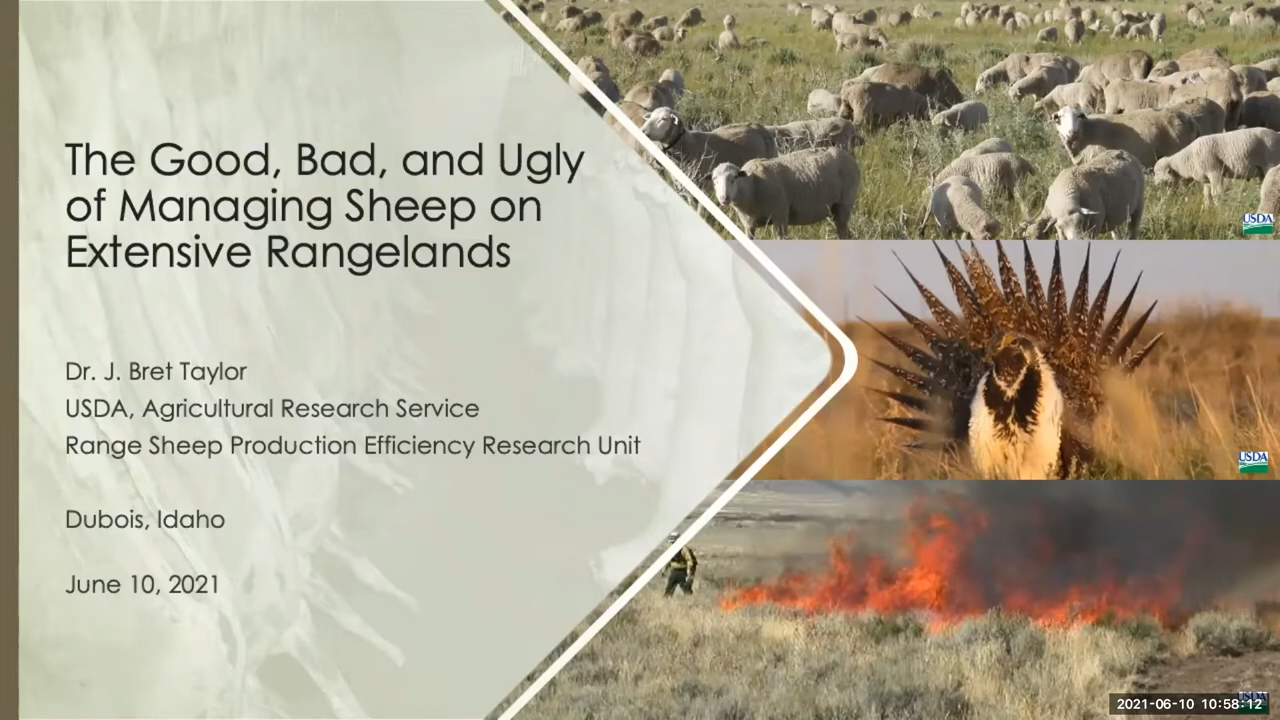 The Good, Bad, and Ugly
of Managing Sheep on
Extensive Rangelands
Dr. J. Bret Taylor
USDA, Agricultural Research Service
Range Sheep Production Efficiency Research Unit
Dubois, Idaho
June 10, 2021
USDA
USDA
USDA
2021-06-10 10:58:12